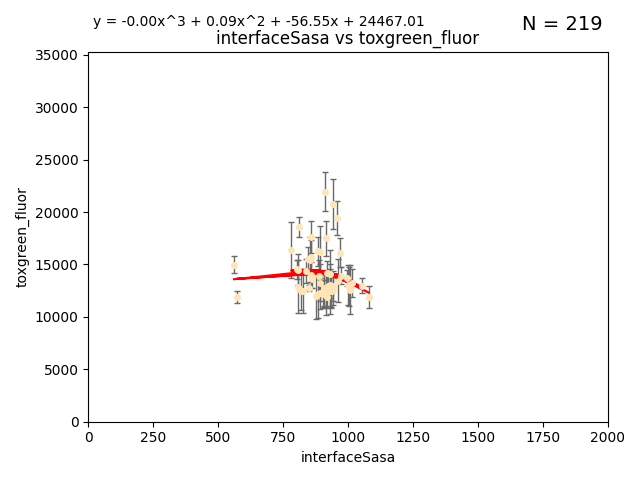 y = -0.00x^3 + 0.09x^2 + -56.55x + 24467.01
N = 219
interfaceSasa vs toxgreen_fluor
35000
30000
25000
20000
15000
10000
5000
0
toxgreen_fluor
0 250 500 750 1000 1250 1500 1750 2000
interfaceSasa